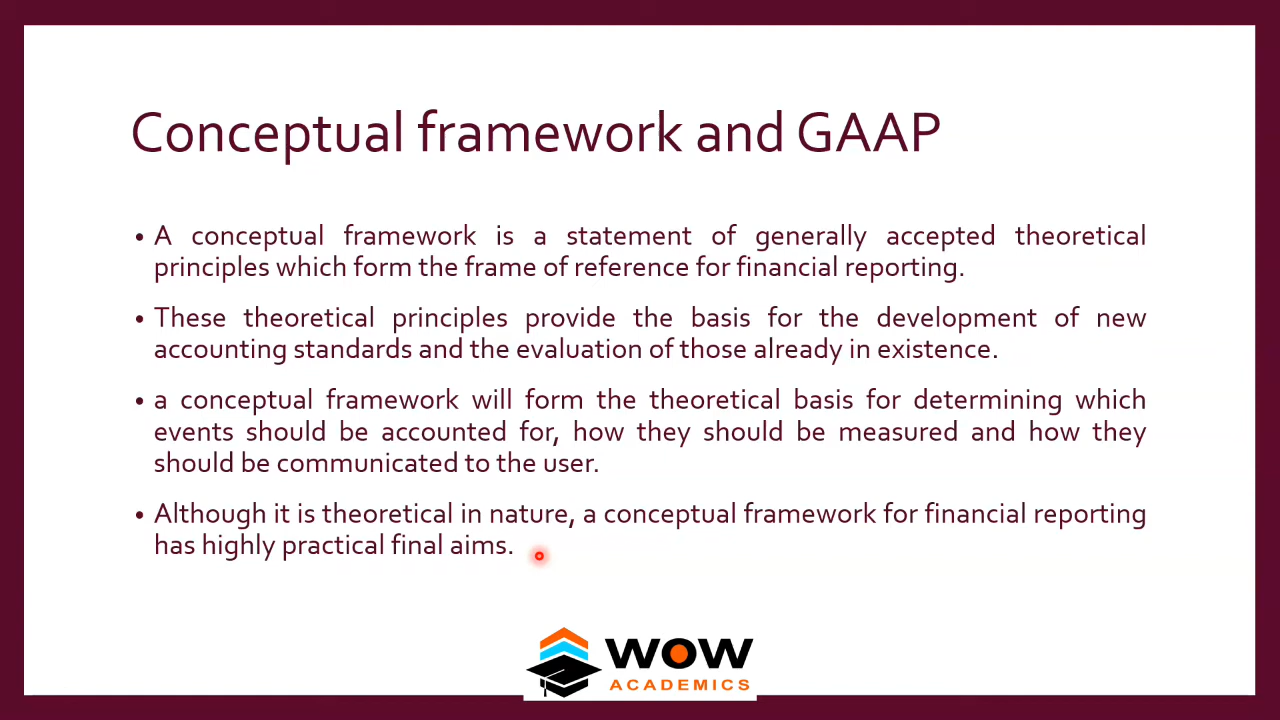 Conceptual framework and GAAP
• A conceptual framework is a statement of generally accepted theoretical
principles which form the frame of reference for financial reporting.
• These theoretical principles provide the basis for the development of new
accounting standards and the evaluation of those already in existence.
• a conceptual framework will form the theoretical basis for determining which
events should be accounted for, how they should be measured and how they
should be communicated to the user.
• Although it is theoretical in nature, a conceptual framework for financial reporting
has highly practical final aims.
WOW
ACADEMICS